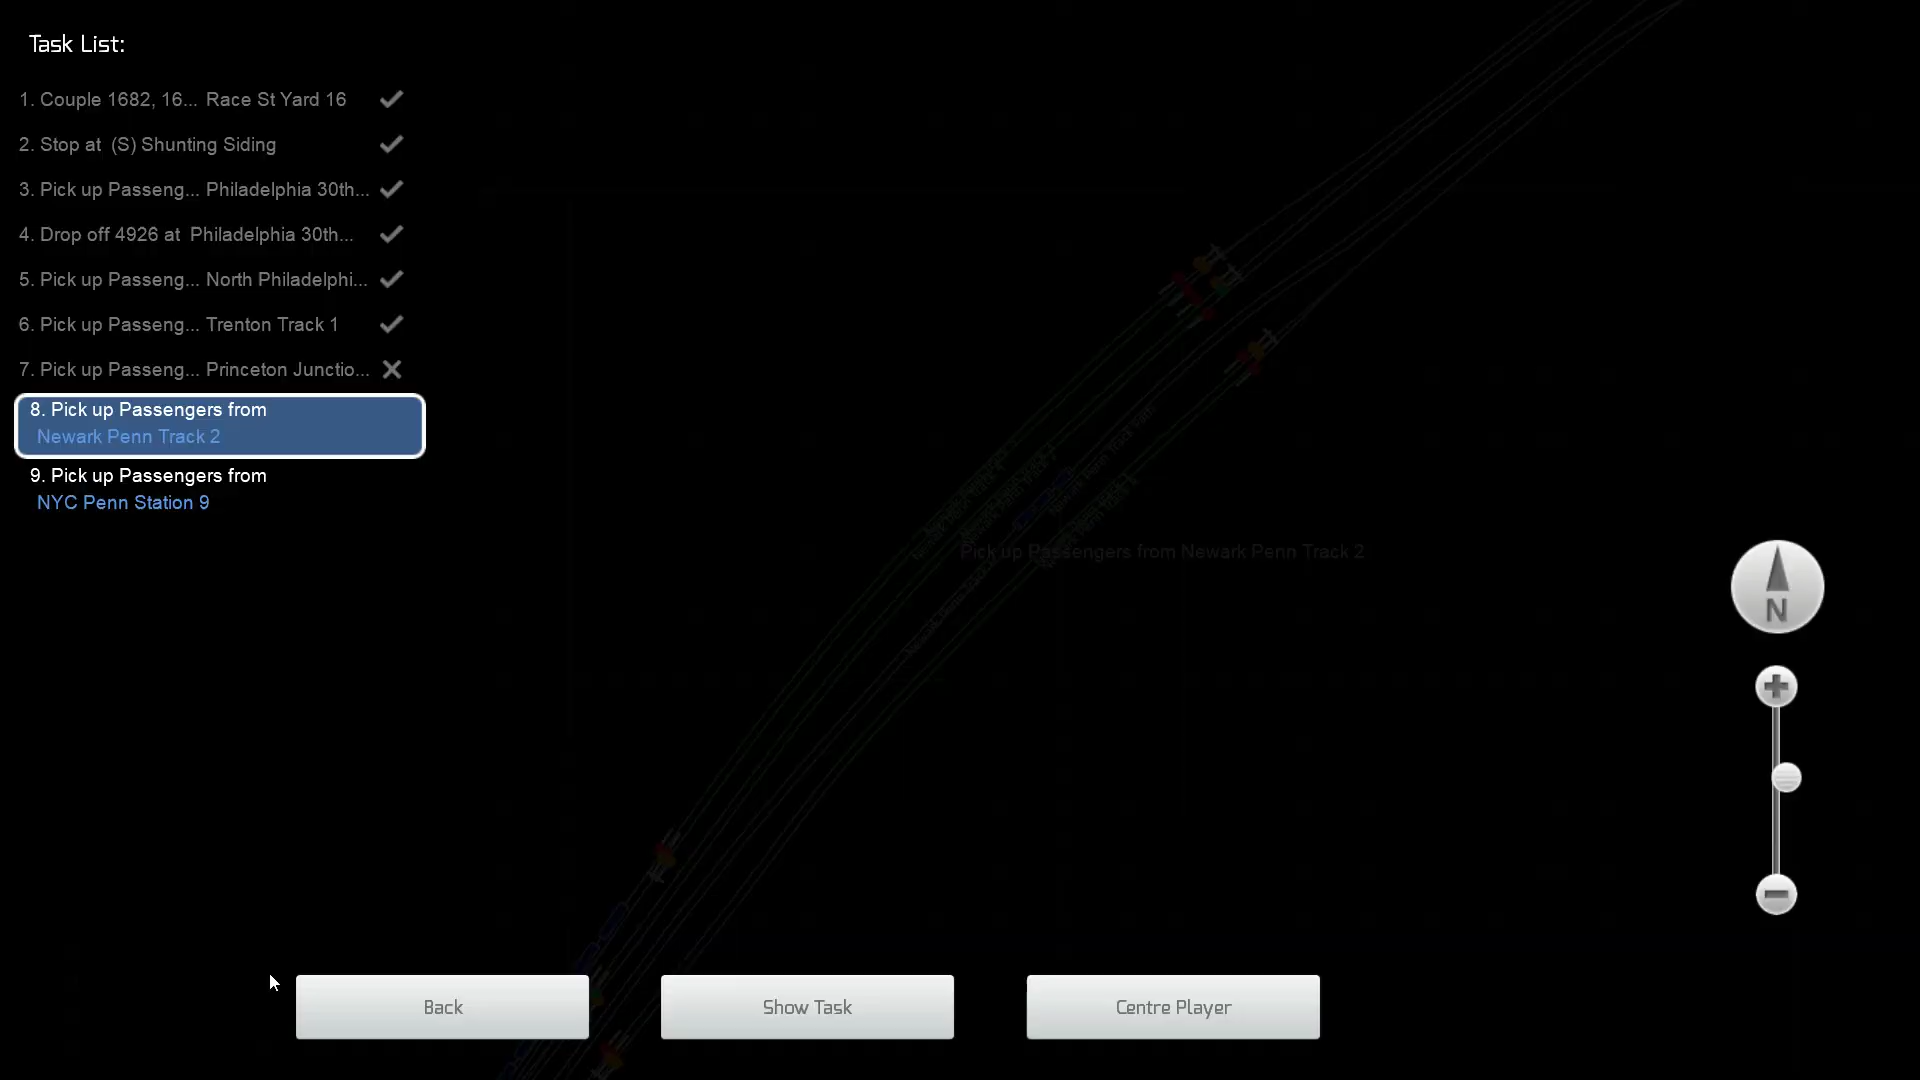 Task List:
1. Couple 1682, 16... Race St Yard 16
2. Stop at (S) Shunting Siding
3. Pick up Passeng... Philadelphia 30th...
4. Drop off 4926 at Philadelphia 30th...
5. Pick up Passeng... North Philadelphi...
6. Pick up Passeng... Trenton Track 1
7. Pick up Passeng... Princeton Junctio...
8. Pick up Passengers from
Newark Penn Track 2
9. Pick up Passengers from
NYC Penn Station 9
Pick up Passengers from Newark Penn Track 2
N
Back
Show Task
Centre Player